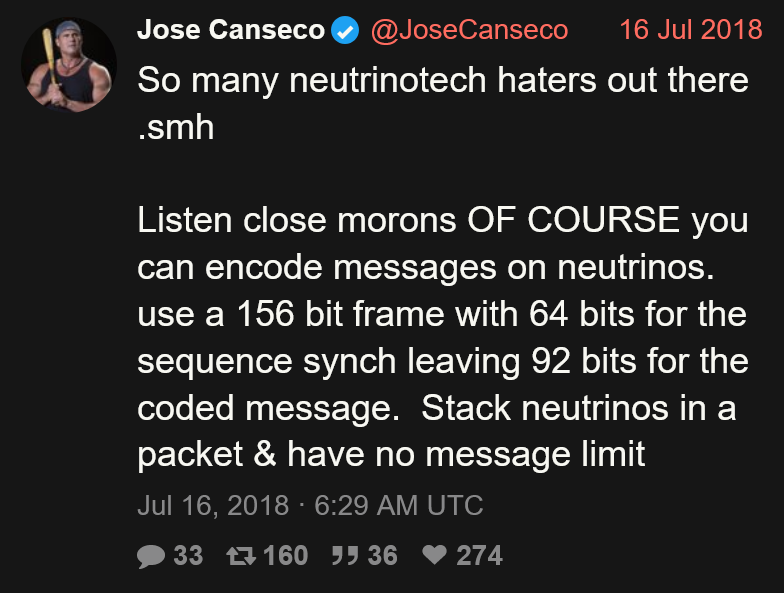 Jose Canseco @JoseCanseco 16 Jul 2018
So many neutrinotech haters out there
.smh
Listen close morons OF COURSE you
can encode messages on neutrinos.
use a 156 bit frame with 64 bits for the
sequence synch leaving 92 bits for the
coded message.  Stack neutrinos in a
packet & have no message limit
Jul 16, 2018 · 6:29 AM UTC
33 160 36 274